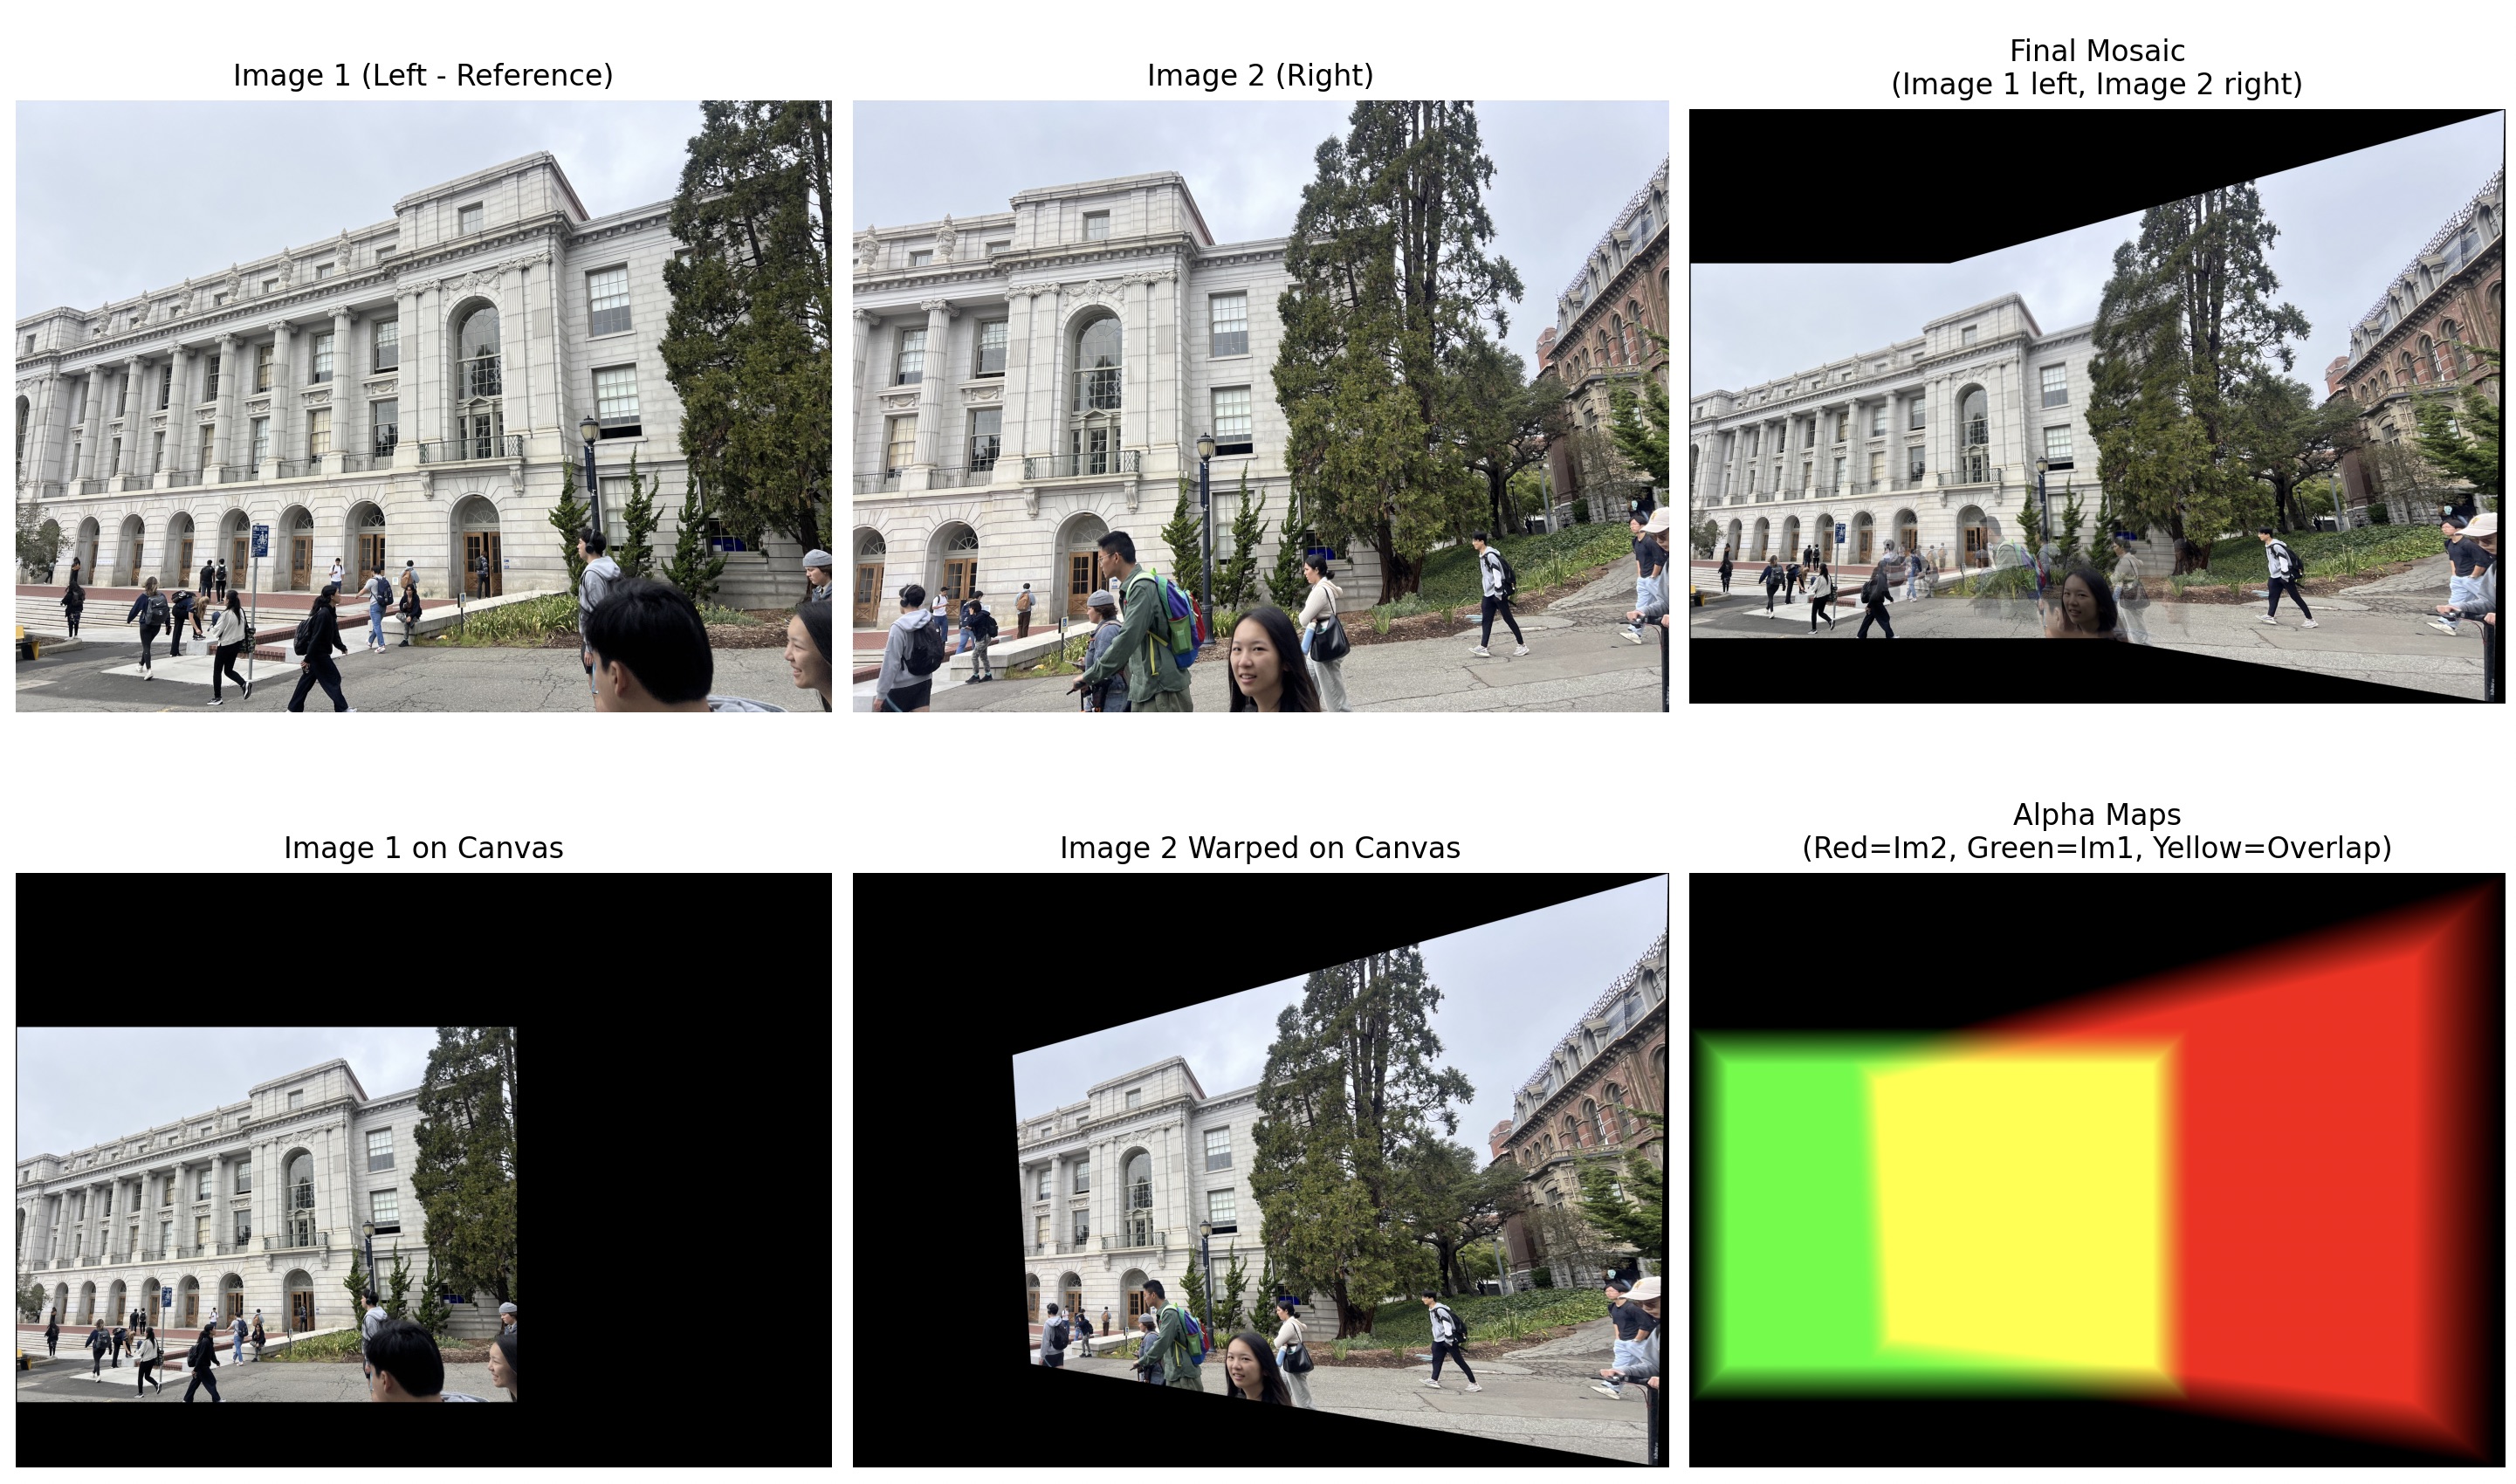 Image 1 (Left - Reference)
Image 2 (Right)
Final Mosaic
(Image 1 left, Image 2 right)
Image 1 on Canvas
Image 2 Warped on Canvas
Alpha Maps
(Red=Im2, Green=Im1, Yellow=Overlap)